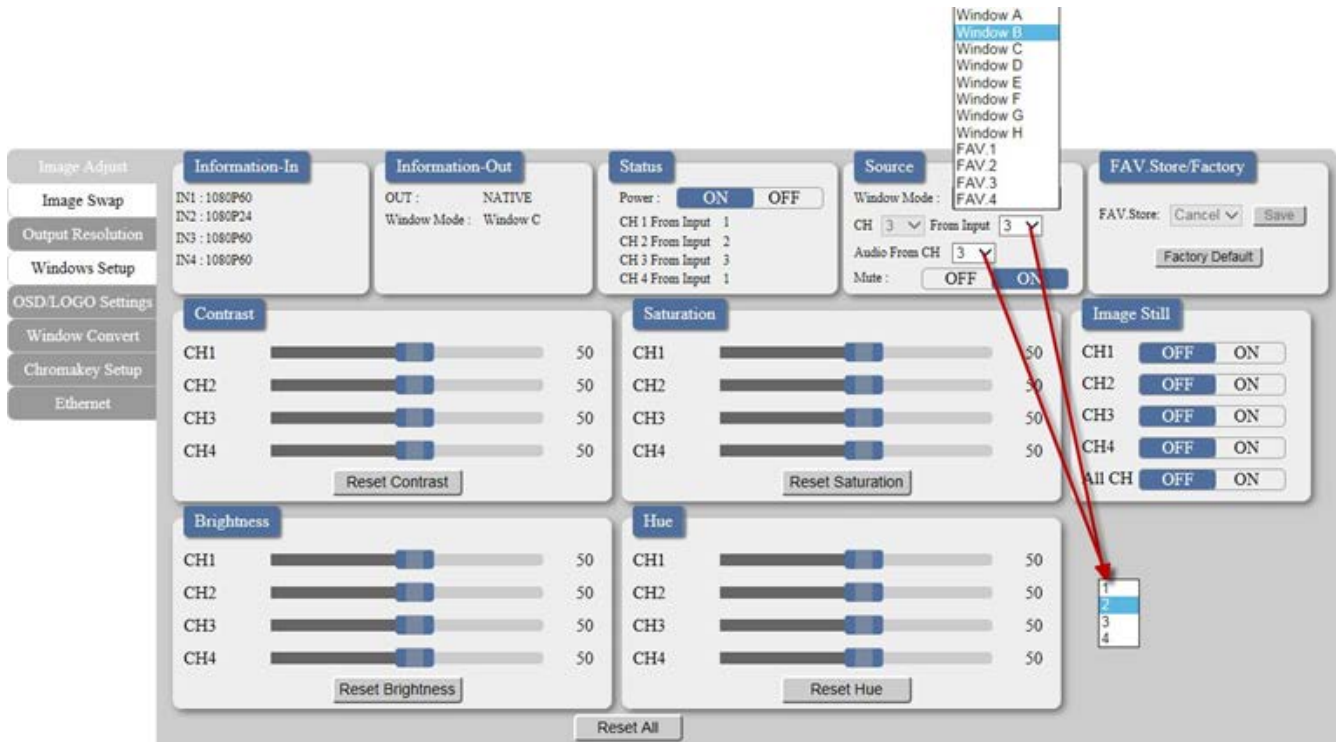 Window A
Window B
Window C
Window D
Window E
Window F
Window G
Window H
FAV.1
FAV.2
FAV.3
FAV.4
Image Adjust
Image Swap
Output Resolution
Windows Setup
OSD/LOGO Settings
Window Convert
Chromakey Setup
Ethernet
Information-In
IN1 : 1080P60
IN2 : 1080P24
IN3 : 1080P60
IN4 : 1080P60
Information-Out
OUT : NATIVE
Window Mode : Window C
Status
Power : ON OFF
CH 1 From Input 1
CH 2 From Input 2
CH 3 From Input 3
CH 4 From Input 1
Source
Window Mode :
CH 3 From Input 3
Audio From CH 3
Mute : OFF ON
FAV.Store/Factory
FAV.Store: Cancel Save
Factory Default
Contrast
CH1 50
CH2 50
CH3 50
CH4 50
Reset Contrast
Saturation
CH1 50
CH2 50
CH3 50
CH4 50
Reset Saturation
Image Still
CH1 OFF ON
CH2 OFF ON
CH3 OFF ON
CH4 OFF ON
All CH OFF ON
Brightness
CH1 50
CH2 50
CH3 50
CH4 50
Reset Brightness
Hue
CH1 50
CH2 50
CH3 50
CH4 50
Reset Hue
1
2
3
4
Reset All